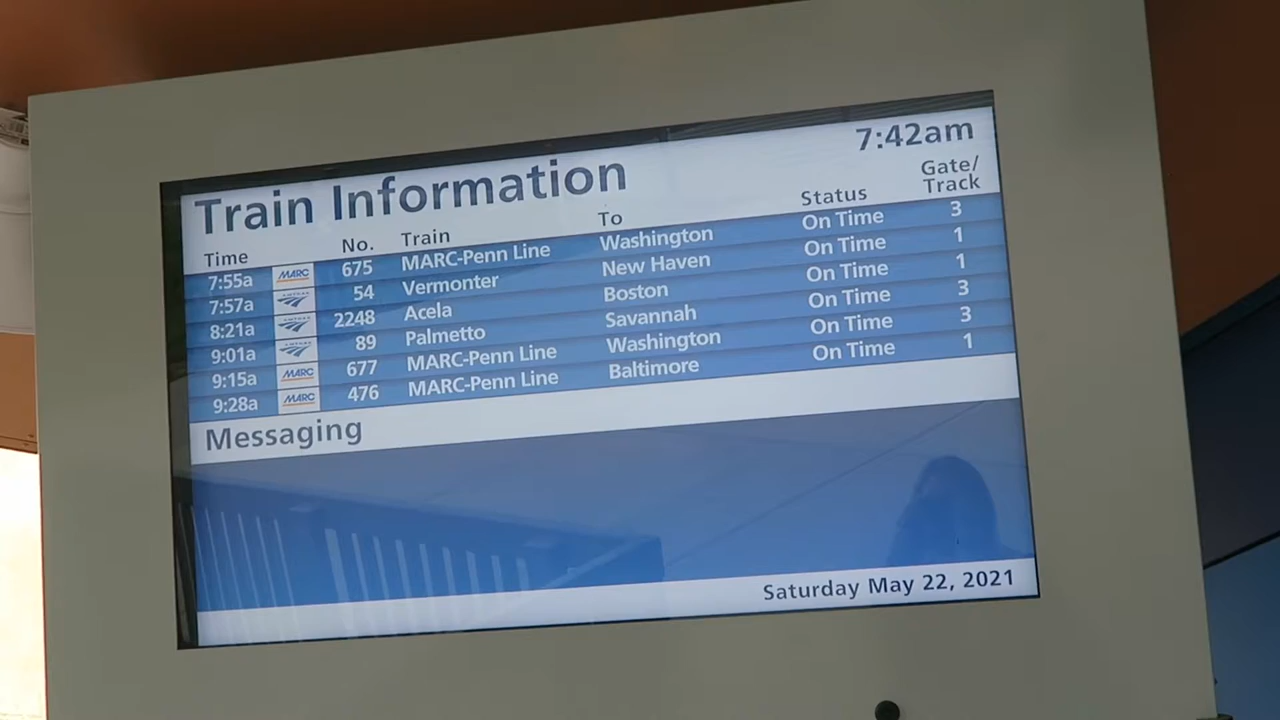 7:42am
Train Information
Time No. Train To Status Gate/ Track
7:55a MARC 675 MARC-Penn Line Washington On Time 3
7:57a 54 Vermonter New Haven On Time 1
8:21a 2248 Acela Boston On Time 1
9:01a 89 Palmetto Savannah On Time 3
9:15a MARC 677 MARC-Penn Line Washington On Time 3
9:28a MARC 476 MARC-Penn Line Baltimore On Time 1
Messaging
Saturday May 22, 2021